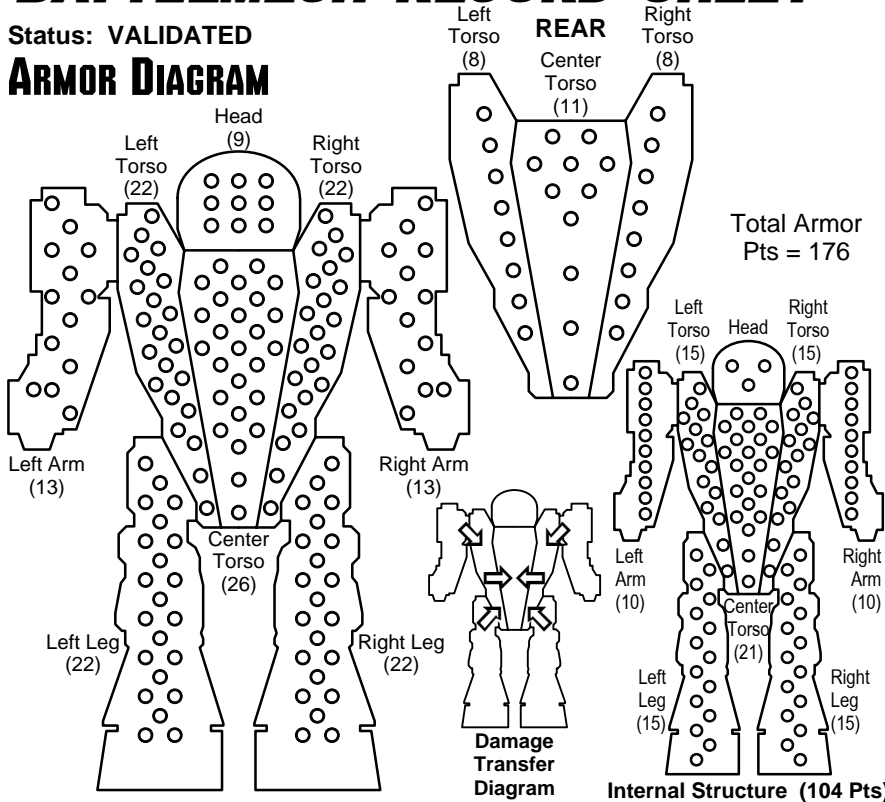 BATTLEMECH RECORD SHEET
Status: VALIDATED
ARMOR DIAGRAM
Head
(9)
Left
Torso
(22)
Right
Torso
(22)
Left Arm
(13)
Right Arm
(13)
Center
Torso
(26)
Left Leg
(22)
Right Leg
(22)
REAR
Left
Torso
(8)
Center
Torso
(11)
Right
Torso
(8)
Total Armor
Pts = 176
Left
Torso
(15)
Head
Right
Torso
(15)
Left
Arm
(10)
Right
Arm
(10)
Center
Torso
(21)
Left
Leg
(15)
Right
Leg
(15)
Damage
Transfer
Diagram
Internal Structure (104 Pts)